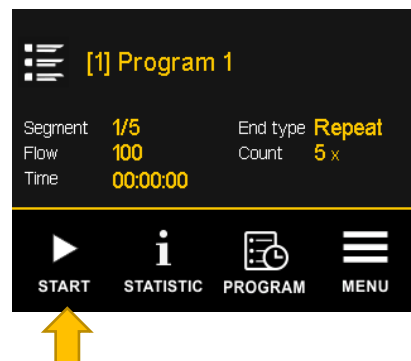 [1] Program 1
Segment 1/5 End type Repeat
Flow 100 Count 5 x
Time 00:00:00
START STATISTIC PROGRAM MENU